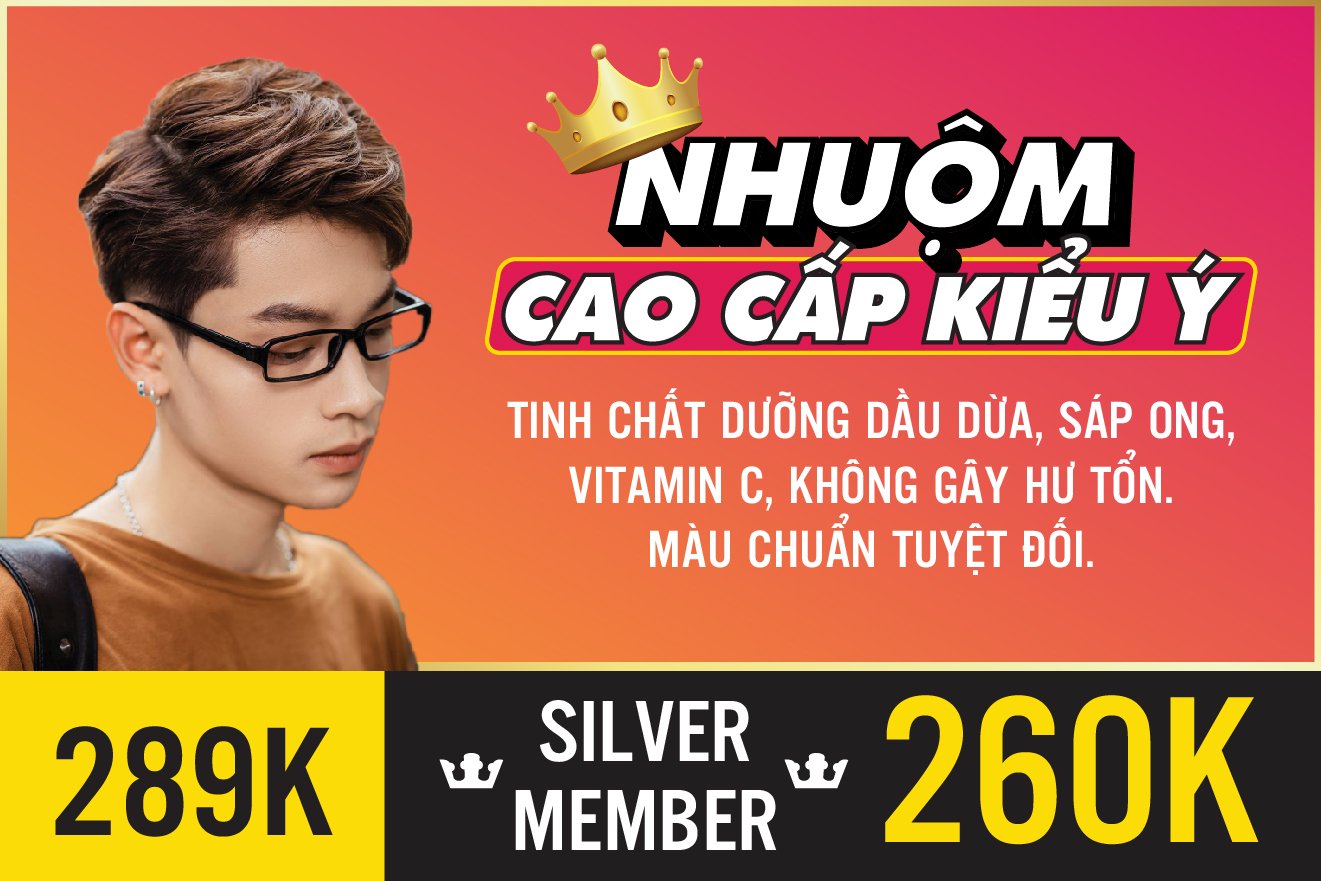 NHUỘM
CAO CẤP KIỂU Ý
TINH CHẤT DƯỠNG DẦU DỪA, SÁP ONG,
VITAMIN C, KHÔNG GÂY HƯ TỔN.
MÀU CHUẨN TUYỆT ĐỐI.
289K
SILVER
MEMBER
260K